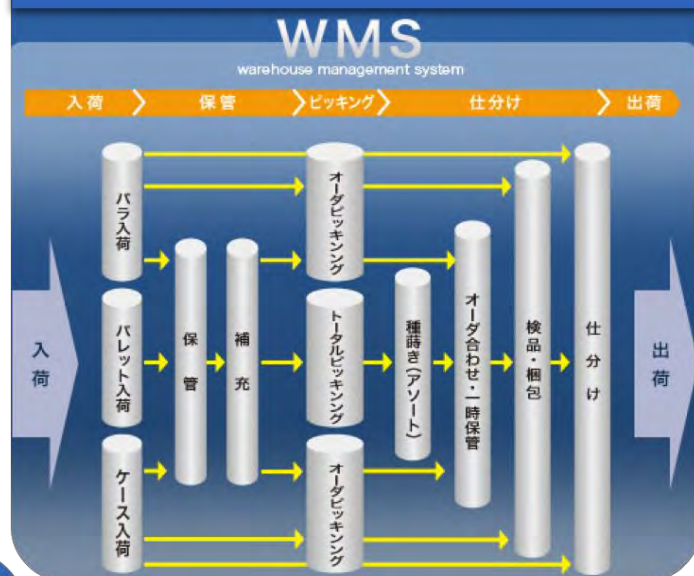 WMS
warehouse management system
入荷
保管
ピッキング
仕分け
出荷
入荷
バラ入荷
パレット入荷
ケース入荷
保管
補充
オーダピッキンング
トータルピッキンング
オーダピッキンング
種蒔き(アソート)
オーダ合わせ・一時保管
検品・梱包
仕分け
出荷